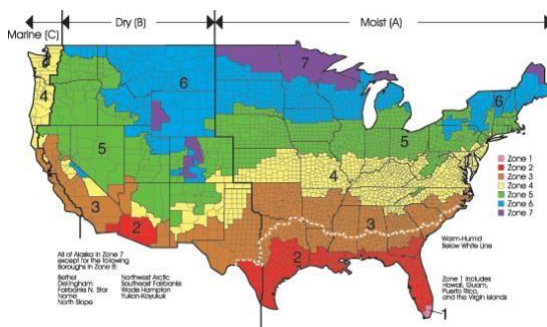 Marine (C)
Dry (B)
Moist (A)
7
6
6
4
5
5
4
3
3
2
2
1
Zone 1
Zone 2
Zone 3
Zone 4
Zone 5
Zone 6
Zone 7
Warm-Humid
Below White Line
All of Alaska in Zone 7
except for the following
Boroughs in Zone 8:
Bethel
Northwest Arctic
Dellingham
Southeast Fairbanks
Fairbanks N. Star
Wade Hampton
Nome
Yukon-Koyukuk
North Slope
Zone 1 includes
Hawaii, Guam,
Puerto Rico,
and the Virgin Islands